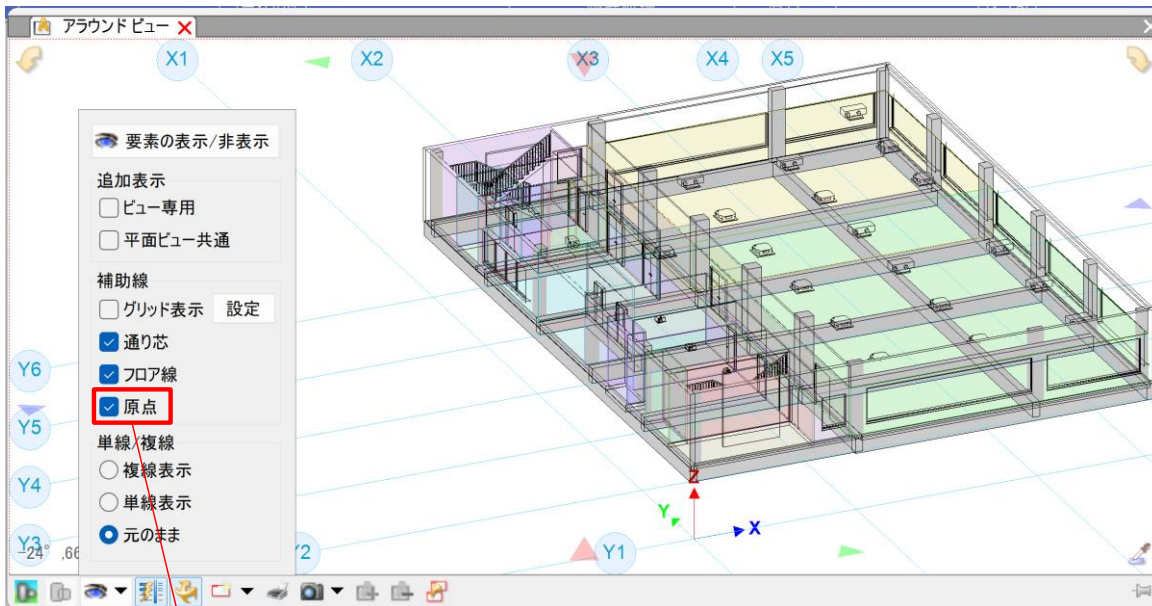 アラウンド ビュー
X1
X2
X3
X4
X5
要素の表示/非表示
追加表示
ビュー専用
平面ビュー共通
補助線
グリッド表示 設定
通り芯
フロア線
原点
単線/複線
複線表示
単線表示
元のまま
Y6
Y5
Y4
Y3
-24° ,66
Y1
Z
Y
X